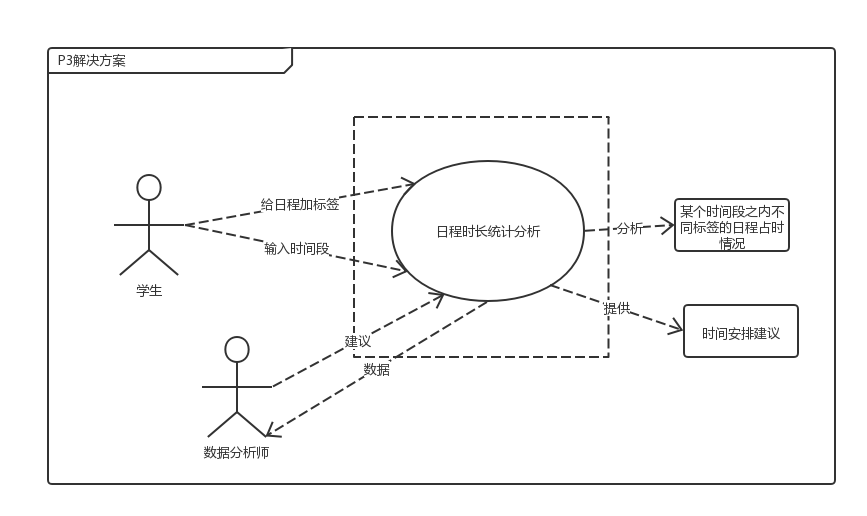 P3解决方案
给日程加标签
输入时间段
学生
日程时长统计分析
分析
某个时间段之内不
同标签的日程占时
情况
提供
时间安排建议
建议
数据
数据分析师